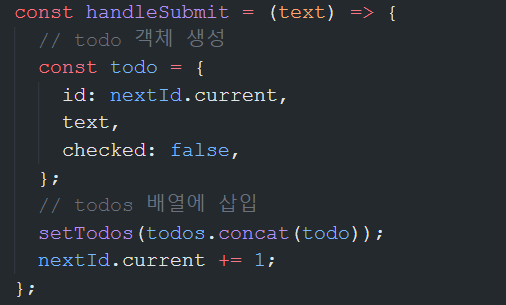 const handleSubmit = (text) => {
// todo 객체 생성
const todo = {
id: nextId.current,
text,
checked: false,
};
// todos 배열에 삽입
setTodos(todos.concat(todo));
nextId.current += 1;
};